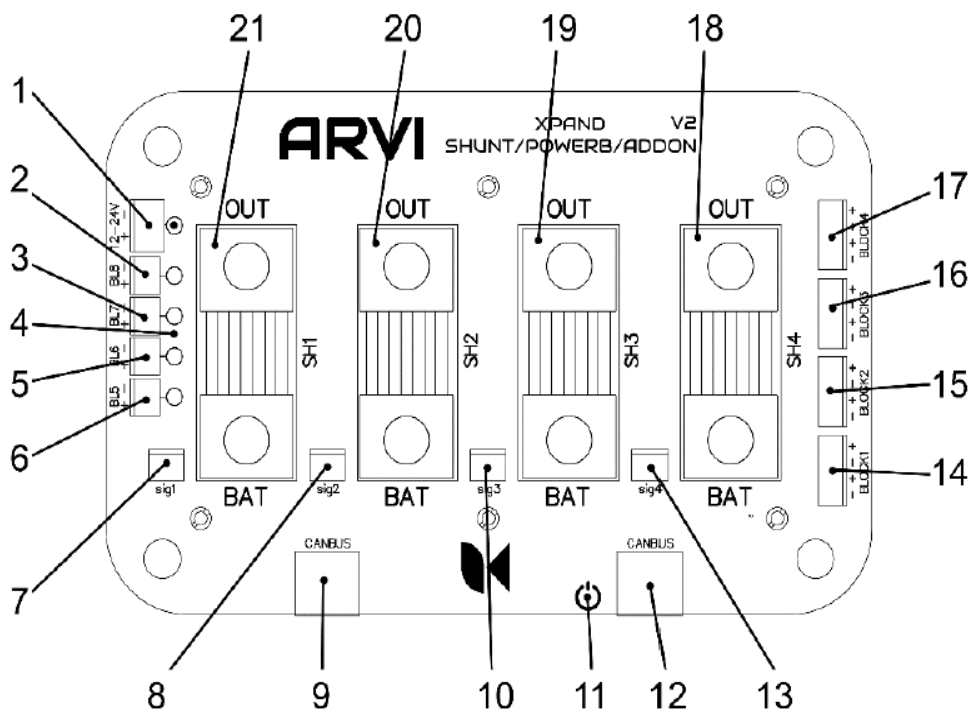 21 20 19 18
1
ARVI
XPAND V2
SHUNT/POWERB/ADDON
2
3
4
5
6
7
12-24V
- +
BL8
- +
BL7
- +
BL6
- +
BL5
- +
OUT OUT OUT OUT
SH1 SH2 SH3 SH4
sig1 sig2 sig3 sig4
BAT BAT BAT BAT
CANBUS CANBUS
17
16
15
14
+ - + -
BLOCK4
+ - + -
+ - + -
BLOCK2
+ - + -
BLOCK1
8 9 10 11 12 13